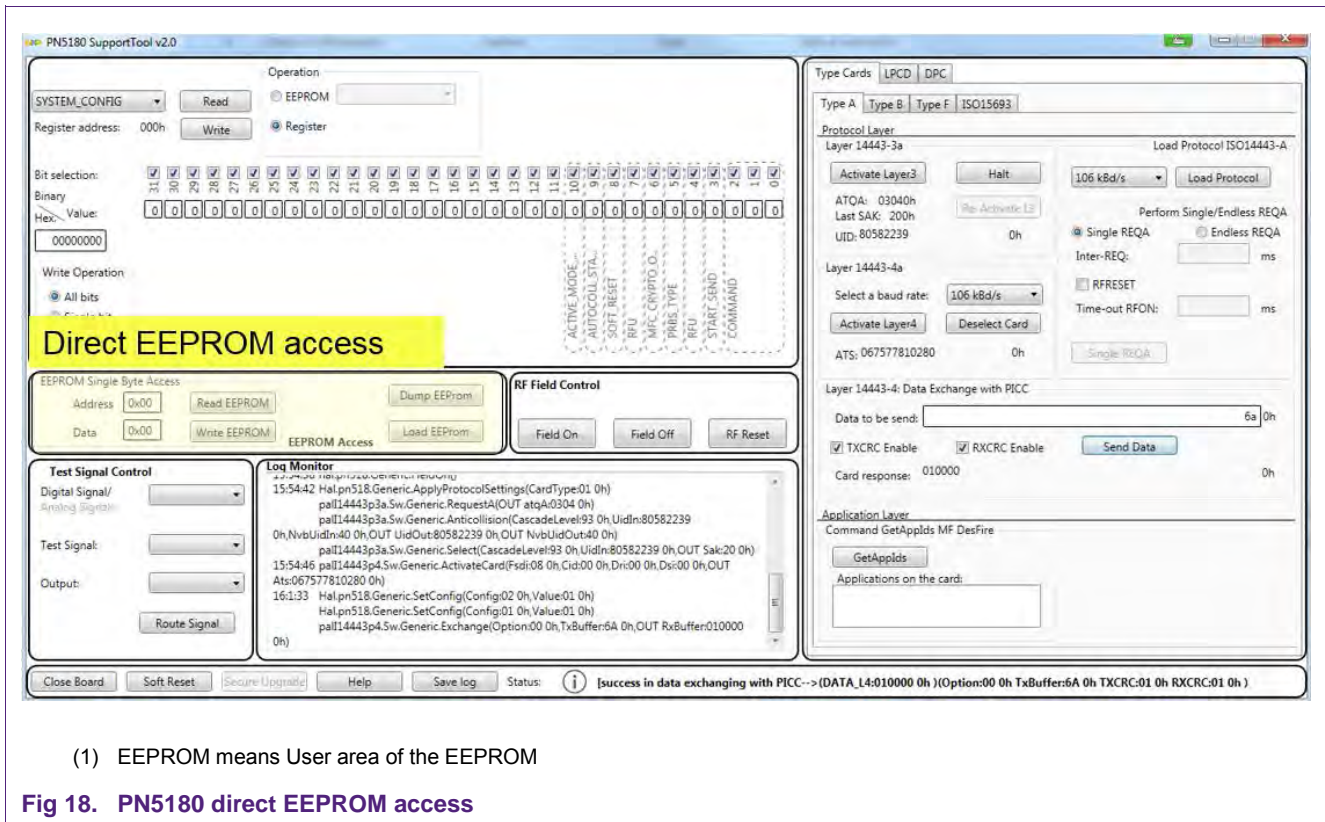 PN5180 SupportTool v2.0
Operation
SYSTEM_CONFIG Read EEPROM
Register address: 000h Write Register
Bit selection: 31 30 29 28 27 26 25 24 23 22 21 20 19 18 17 16 15 14 13 12 11 10 9 8 7 6 5 4 3 2 1 0
Binary
Hex Value: 0 0 0 0 0 0 0 0 0 0 0 0 0 0 0 0 0 0 0 0 0 0 0 0 0 0 0 0 0 0 0 0
00000000
ACTIVE_MODE_... AUTOCOLL_STA... SOFT_RESET RFU MFC_CRYPTO_O... PRBS_TYPE RFU START_SEND COMMAND
Write Operation
All bits
Direct EEPROM access
EEPROM Single Byte Access
Address 0x00 Read EEPROM Dump EEProm
Data 0x00 Write EEPROM EEPROM Access Load EEProm
RF Field Control
Field On Field Off RF Reset
Test Signal Control
Digital Signal/
Analog Signals:
Test Signal:
Output:
Route Signal
Log Monitor
15:54:42 Hal.pn518.Generic.ApplyProtocolSettings(CardType:01 0h)
palI14443p3a.Sw.Generic.RequestA(OUT atqA:0304 0h)
palI14443p3a.Sw.Generic.Anticollision(CascadeLevel:93 0h,UidIn:80582239
0h,NvbUidIn:40 0h,OUT UidOut:80582239 0h,OUT NvbUidOut:40 0h)
palI14443p3a.Sw.Generic.Select(CascadeLevel:93 0h,UidIn:80582239 0h,OUT Sak:20 0h)
15:54:46 palI14443p4.Sw.Generic.ActivateCard(Fsdi:08 0h,Cid:00 0h,Dri:00 0h,Dsi:00 0h,OUT
Ats:067577810280 0h)
16:1:33 Hal.pn518.Generic.SetConfig(Config:02 0h,Value:01 0h)
Hal.pn518.Generic.SetConfig(Config:01 0h,Value:01 0h)
palI14443p4.Sw.Generic.Exchange(Option:00 0h,TxBuffer:6A 0h,OUT RxBuffer:010000
0h)
Type Cards LPCD DPC
Type A Type B Type F ISO15693
Protocol Layer
Layer 14443-3a Load Protocol ISO14443-A
Activate Layer3 Halt 106 kBd/s Load Protocol
ATQA: 03040h
Last SAK: 200h Re-Activate L3 Perform Single/Endless REQA
UID: 80582239 0h Single REQA Endless REQA
Inter-REQ: ms
Layer 14443-4a
RFRESET
Select a baud rate: 106 kBd/s Time-out RFON: ms
Activate Layer4 Deselect Card
ATS: 067577810280 0h Single REQA
Layer 14443-4: Data Exchange with PICC
Data to be send: 6a 0h
TXCRC Enable RXCRC Enable Send Data
Card response: 010000 0h
Application Layer
Command GetAppIds MF DesFire
GetAppIds
Applications on the card:
Close Board Soft Reset Secure Upgrade Help Save log Status: i [success in data exchanging with PICC-->(DATA_L4:010000 0h )(Option:00 0h TxBuffer:6A 0h TXCRC:01 0h RXCRC:01 0h )
(1) EEPROM means User area of the EEPROM
Fig 18. PN5180 direct EEPROM access